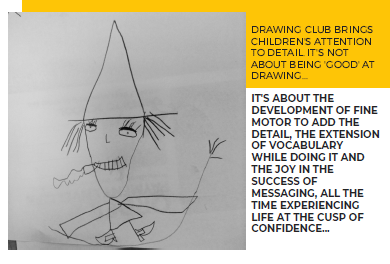 DRAWING CLUB BRINGS
CHILDREN'S ATTENTION
TO DETAIL. IT'S NOT
ABOUT BEING 'GOOD' AT
DRAWING...
IT'S ABOUT THE
DEVELOPMENT OF FINE
MOTOR TO ADD THE
DETAIL, THE EXTENSION
OF VOCABULARY
WHILE DOING IT AND
THE JOY IN THE
SUCCESS OF
MESSAGING, ALL THE
TIME EXPERIENCING
LIFE AT THE CUSP OF
CONFIDENCE...